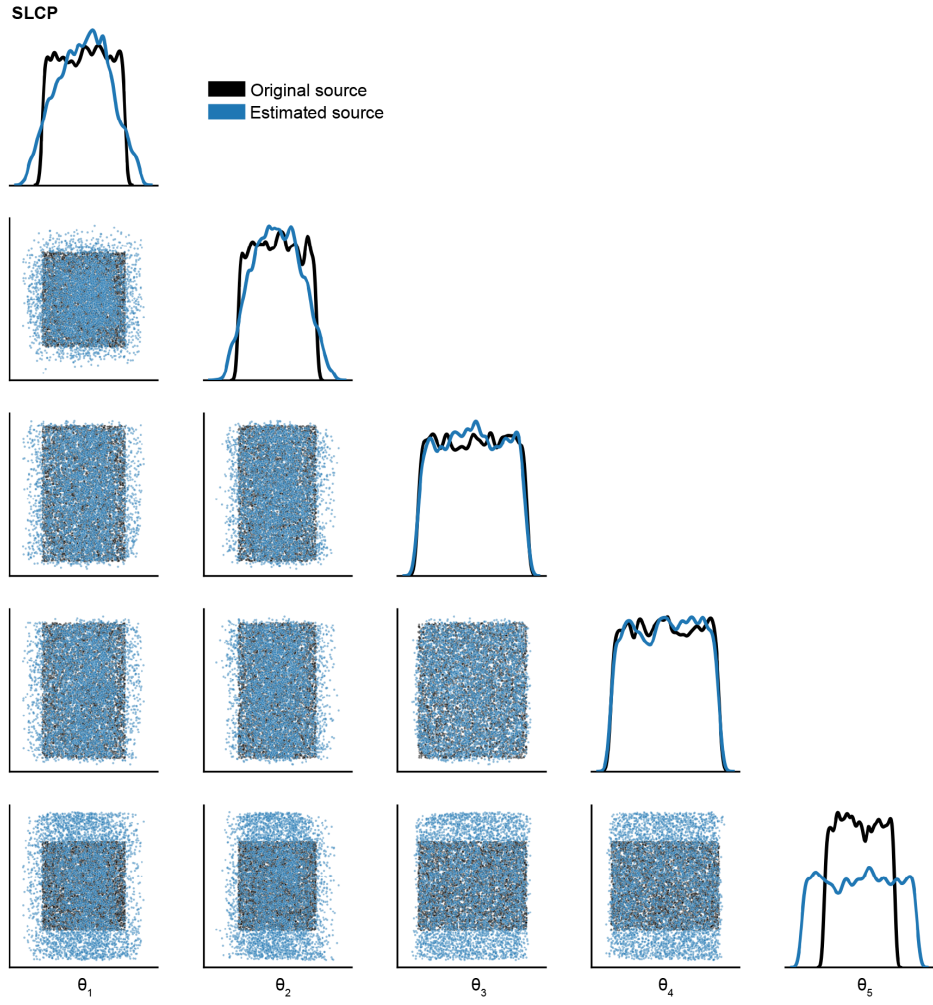 SLCP
Original source
Estimated source
θ1
θ2
θ3
θ4
θ5